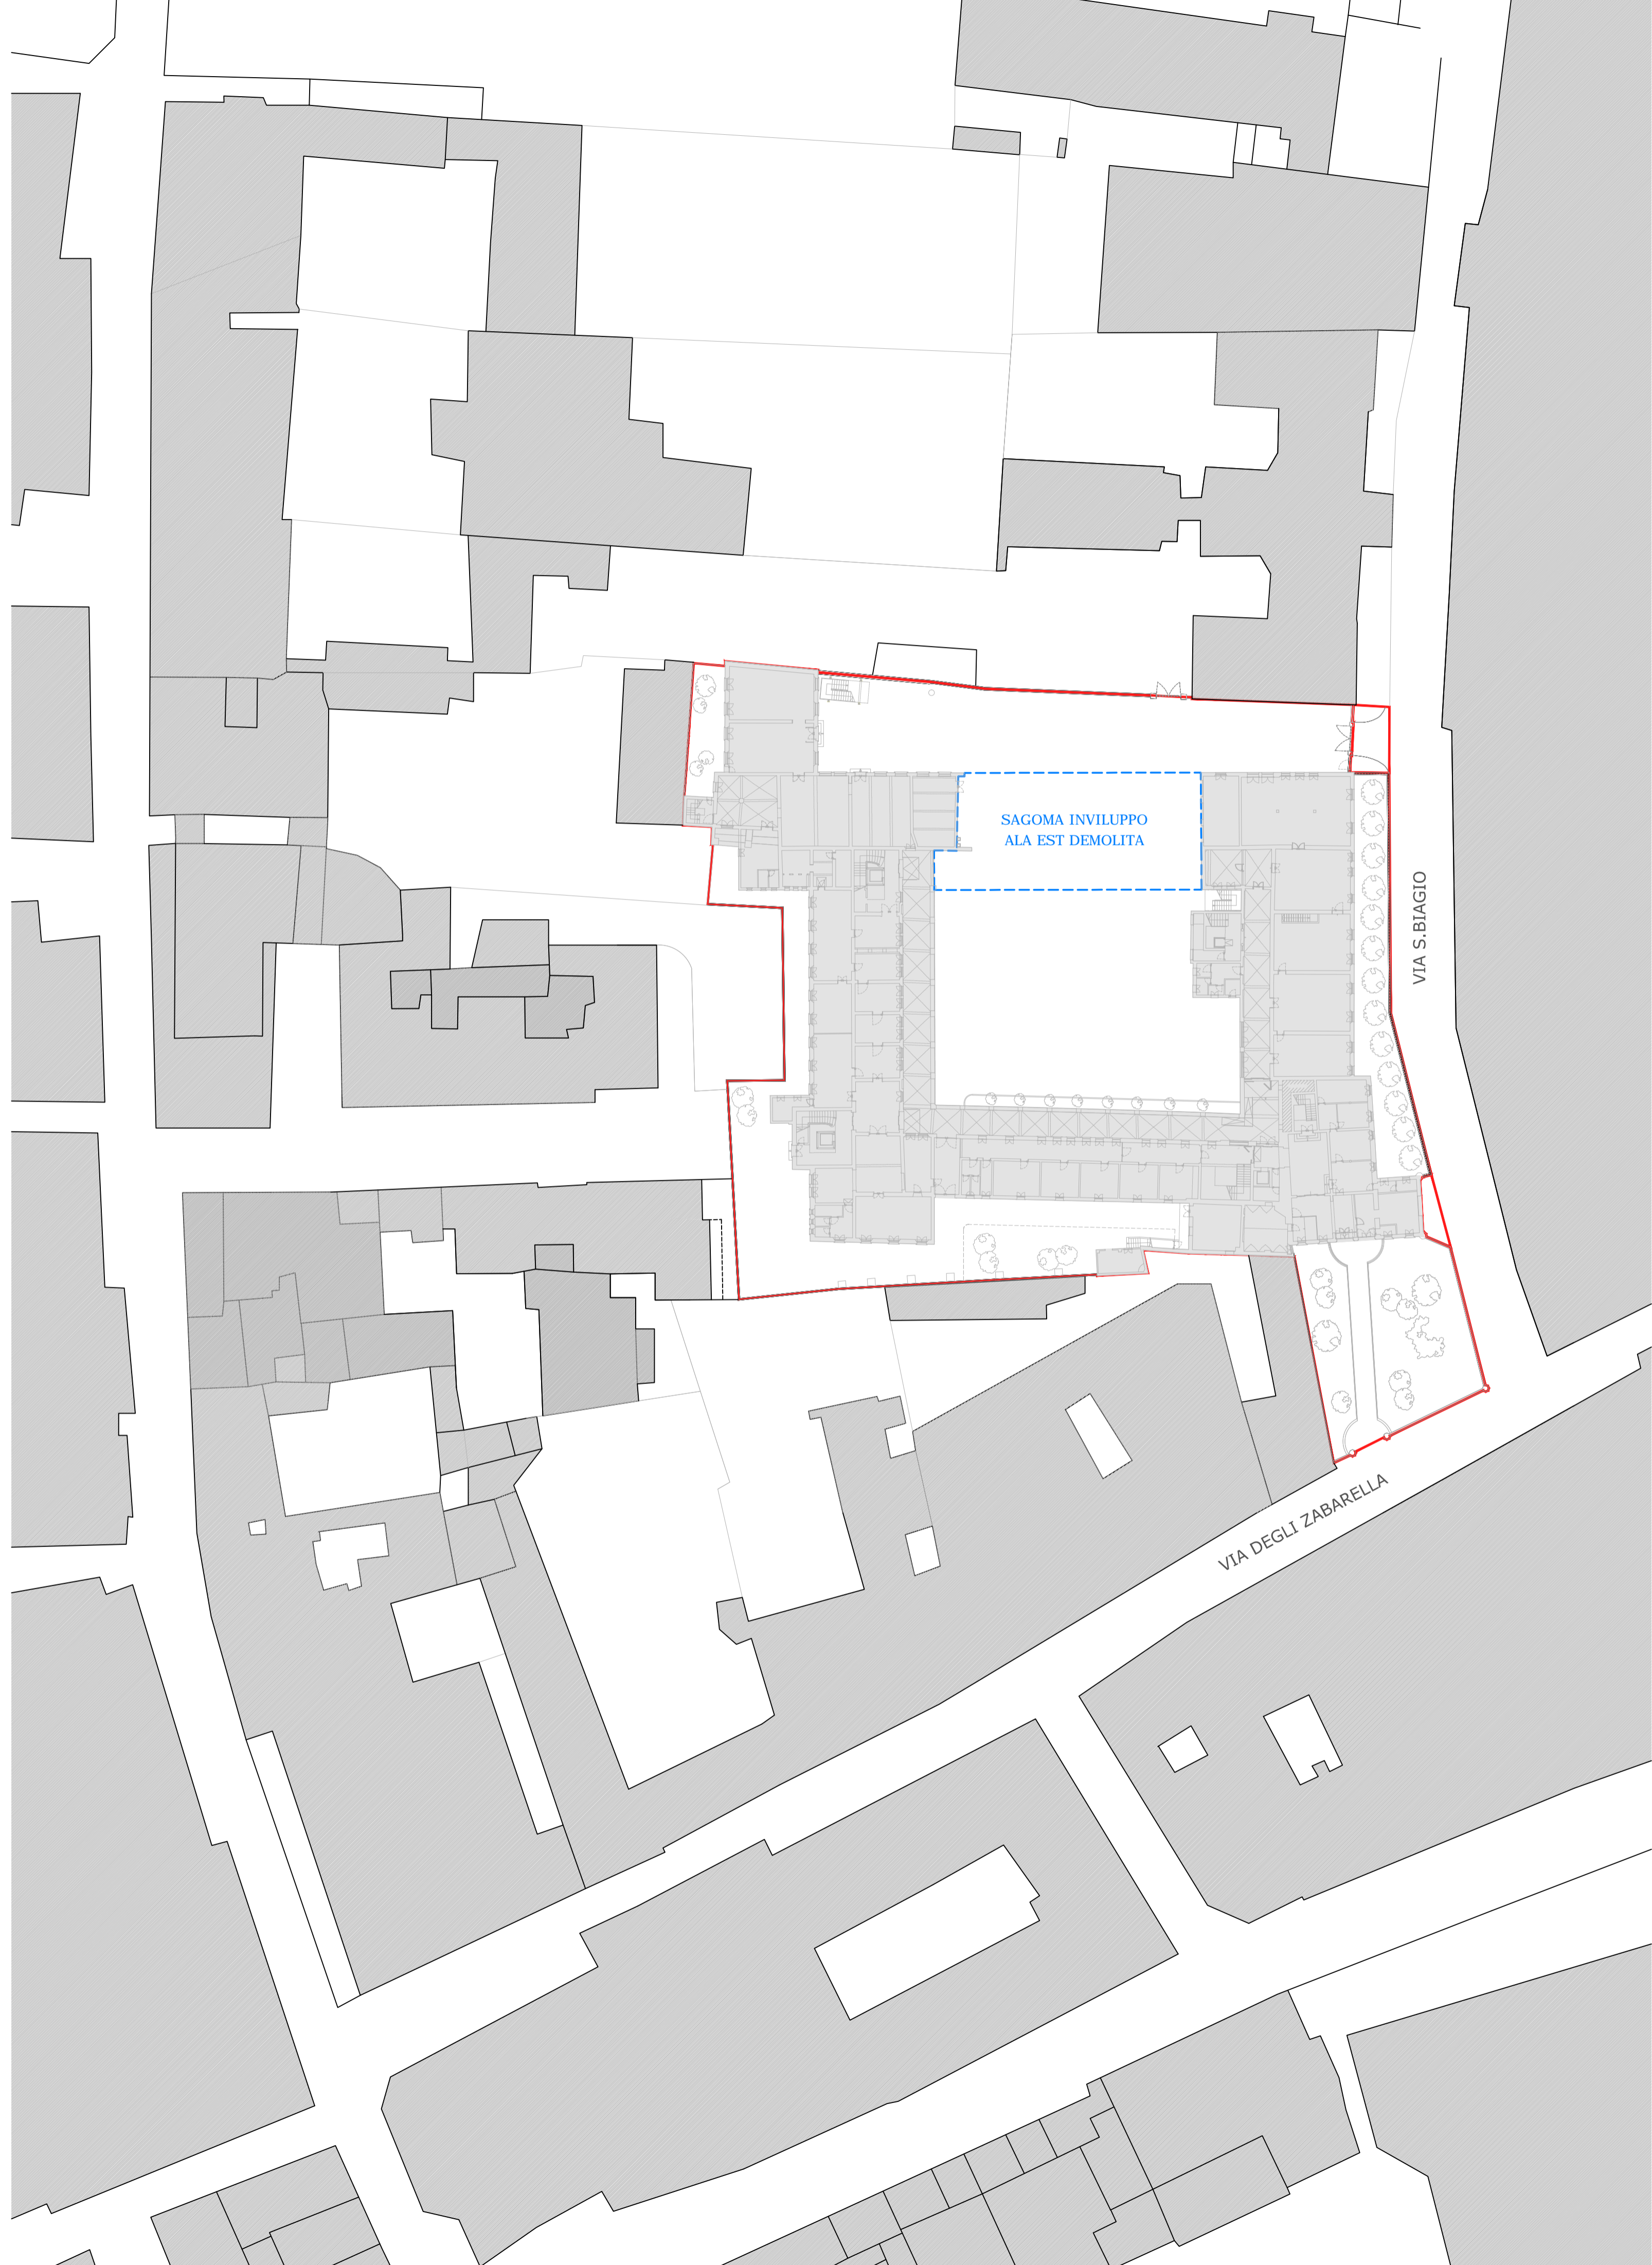 SAGOMA INVILUPPO
ALA EST DEMOLITA
VIA S.BIAGIO
VIA DEGLI ZABARELLA